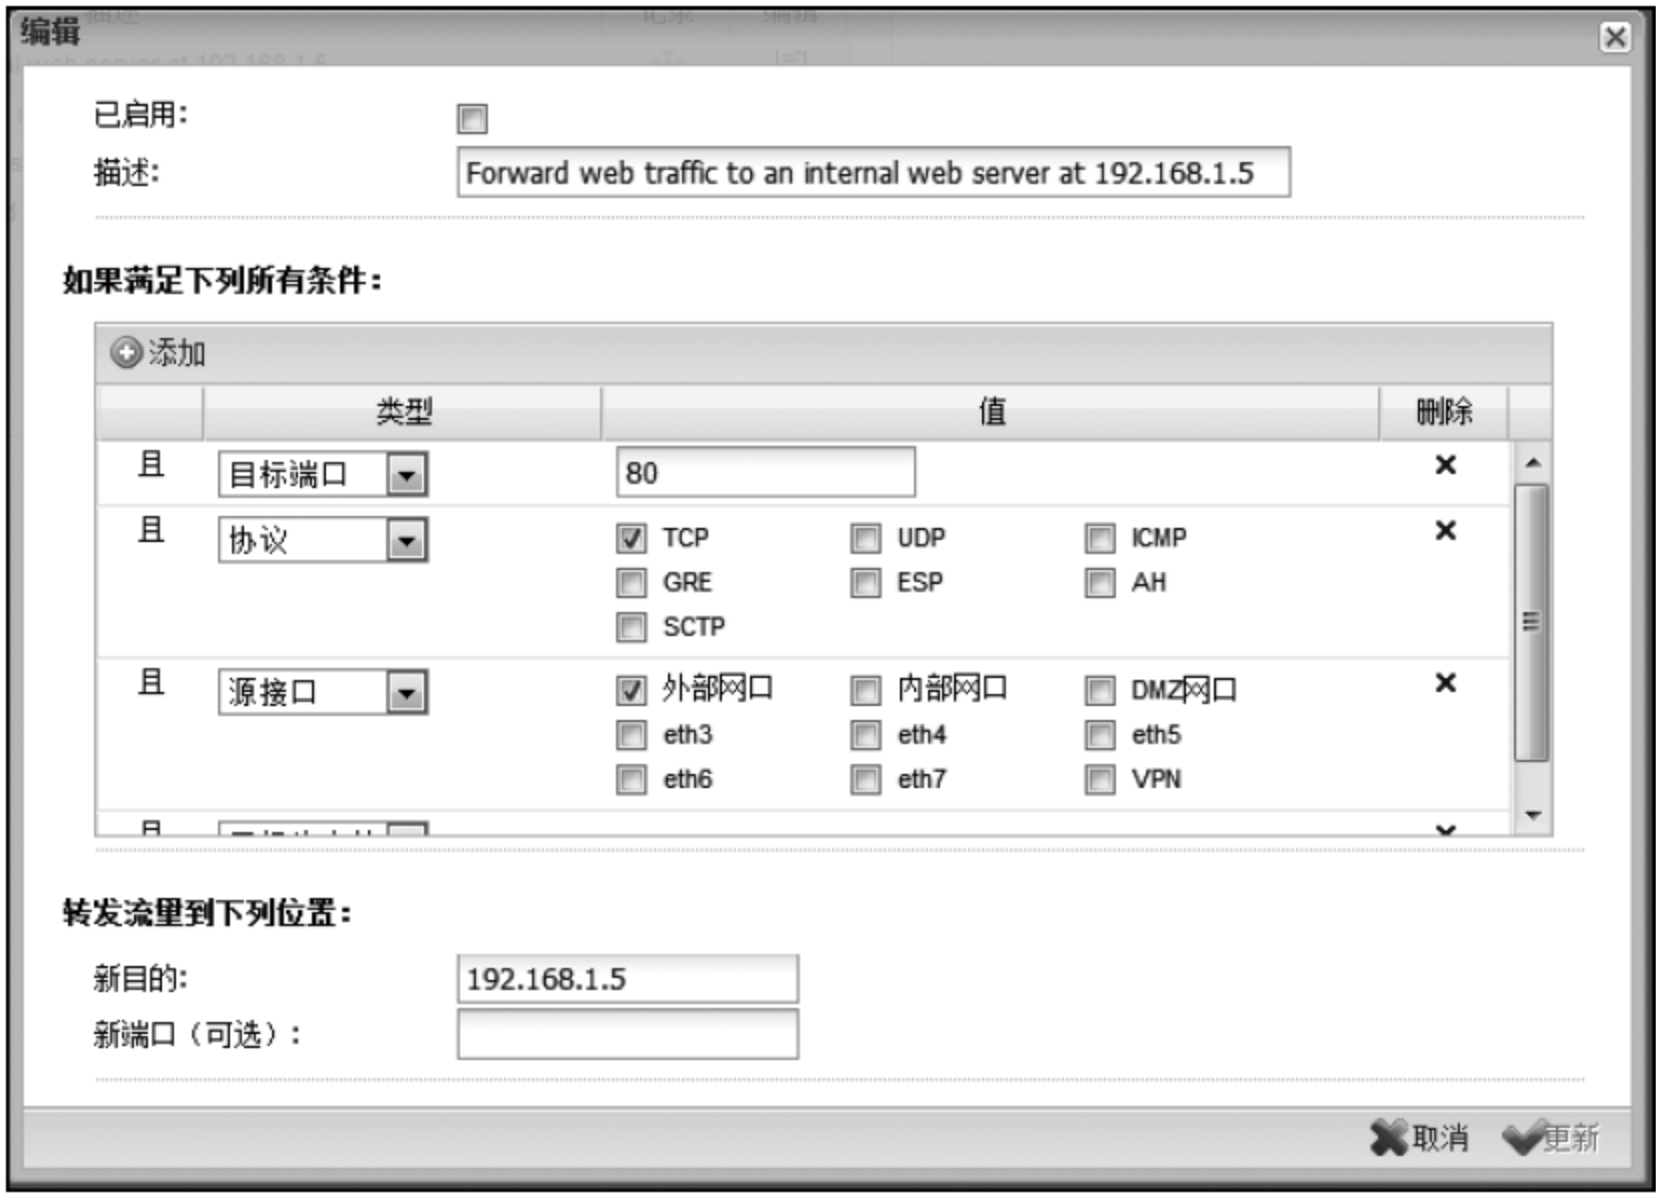 编辑
已启用:
描述: Forward web traffic to an internal web server at 192.168.1.5
如果满足下列所有条件:
添加
类型 值 删除
且 目标端口 80
且 协议 TCP UDP ICMP
GRE ESP AH
SCTP
且 源接口 外部网口 内部网口 DMZ网口
eth3 eth4 eth5
eth6 eth7 VPN
且
转发流里到下列位置:
新目的: 192.168.1.5
新端口（可选）:
取消 更新